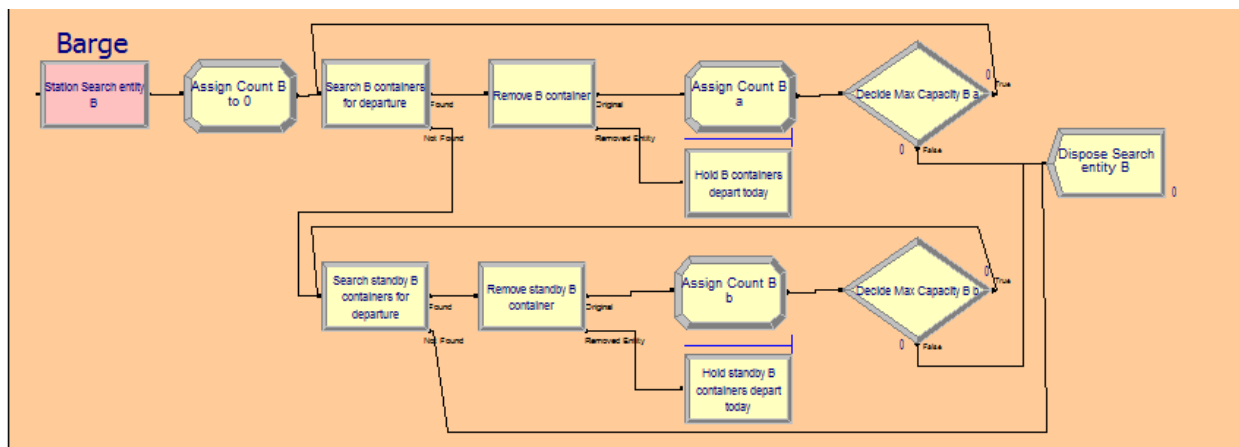 Barge
Station Search entity
B
Assign Count B
to 0
Search B containers
for departure
Found
Not Found
Remove B container
Original
Removed Entity
Assign Count B
a
Hold B containers
depart today
Decide Max Capacity B a
0
True
0
False
Dispose Search
entity B
0
Search standby B
containers for
departure
Found
Not Found
Remove standby B
container
Original
Removed Entity
Assign Count B
b
Hold standby B
containers depart
today
Decide Max Capacity B b
0
True
0
False